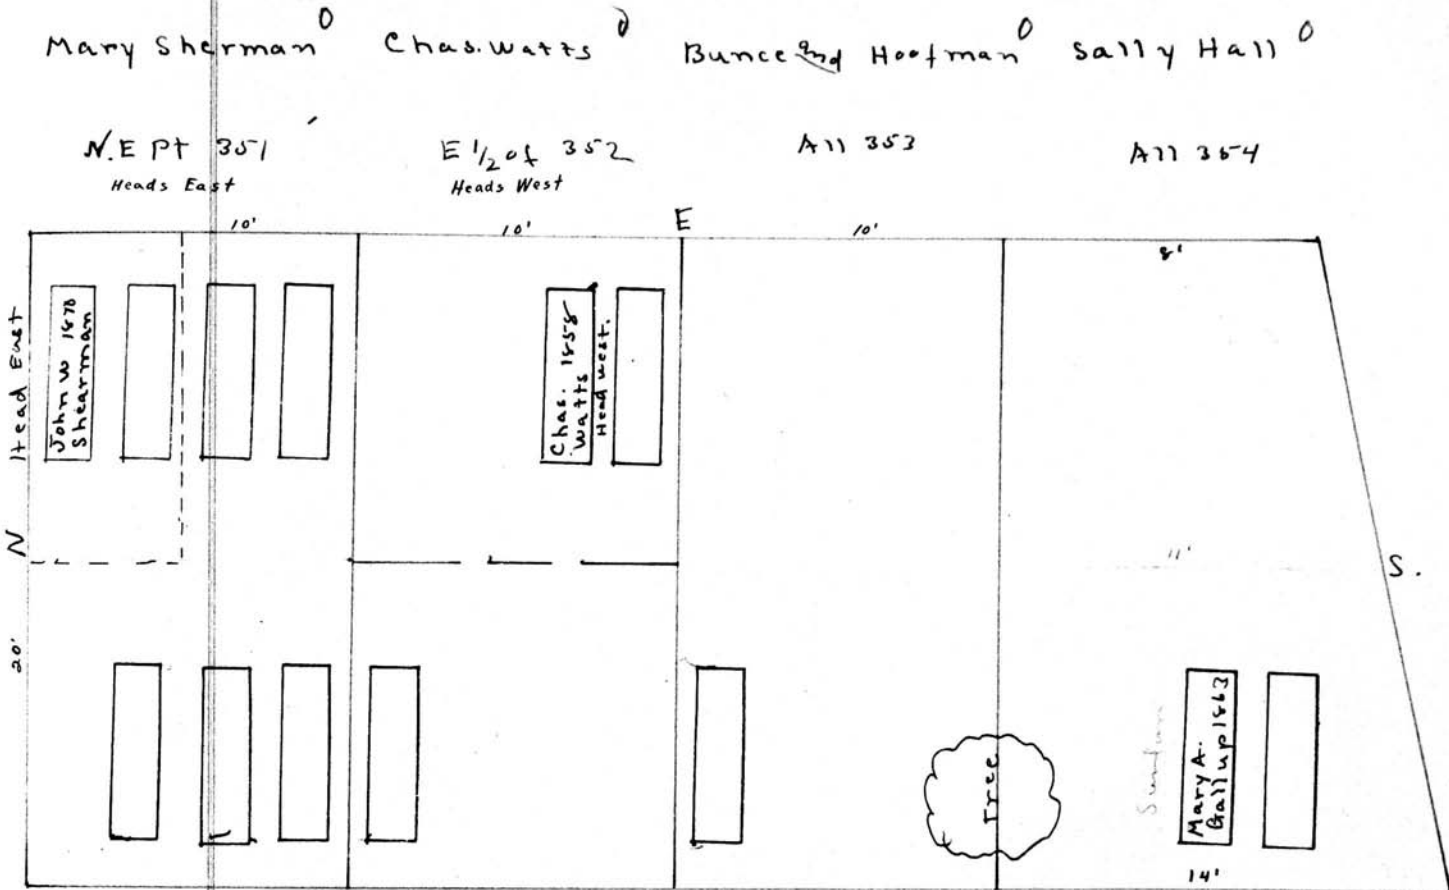 Mary Sherman Chas. Watts Bunce and Hoofman Sally Hall
N.E Pt 351 E 1/2 of 352 All 353 All 354
Heads East Heads West
E
10' 10' 10' 8'
Head East
John W 1878
Shearman
Chas. 1858
Watts
Head West.
N
11'
S.
20'
Tree
Mary A.
Gallup 1863
14'